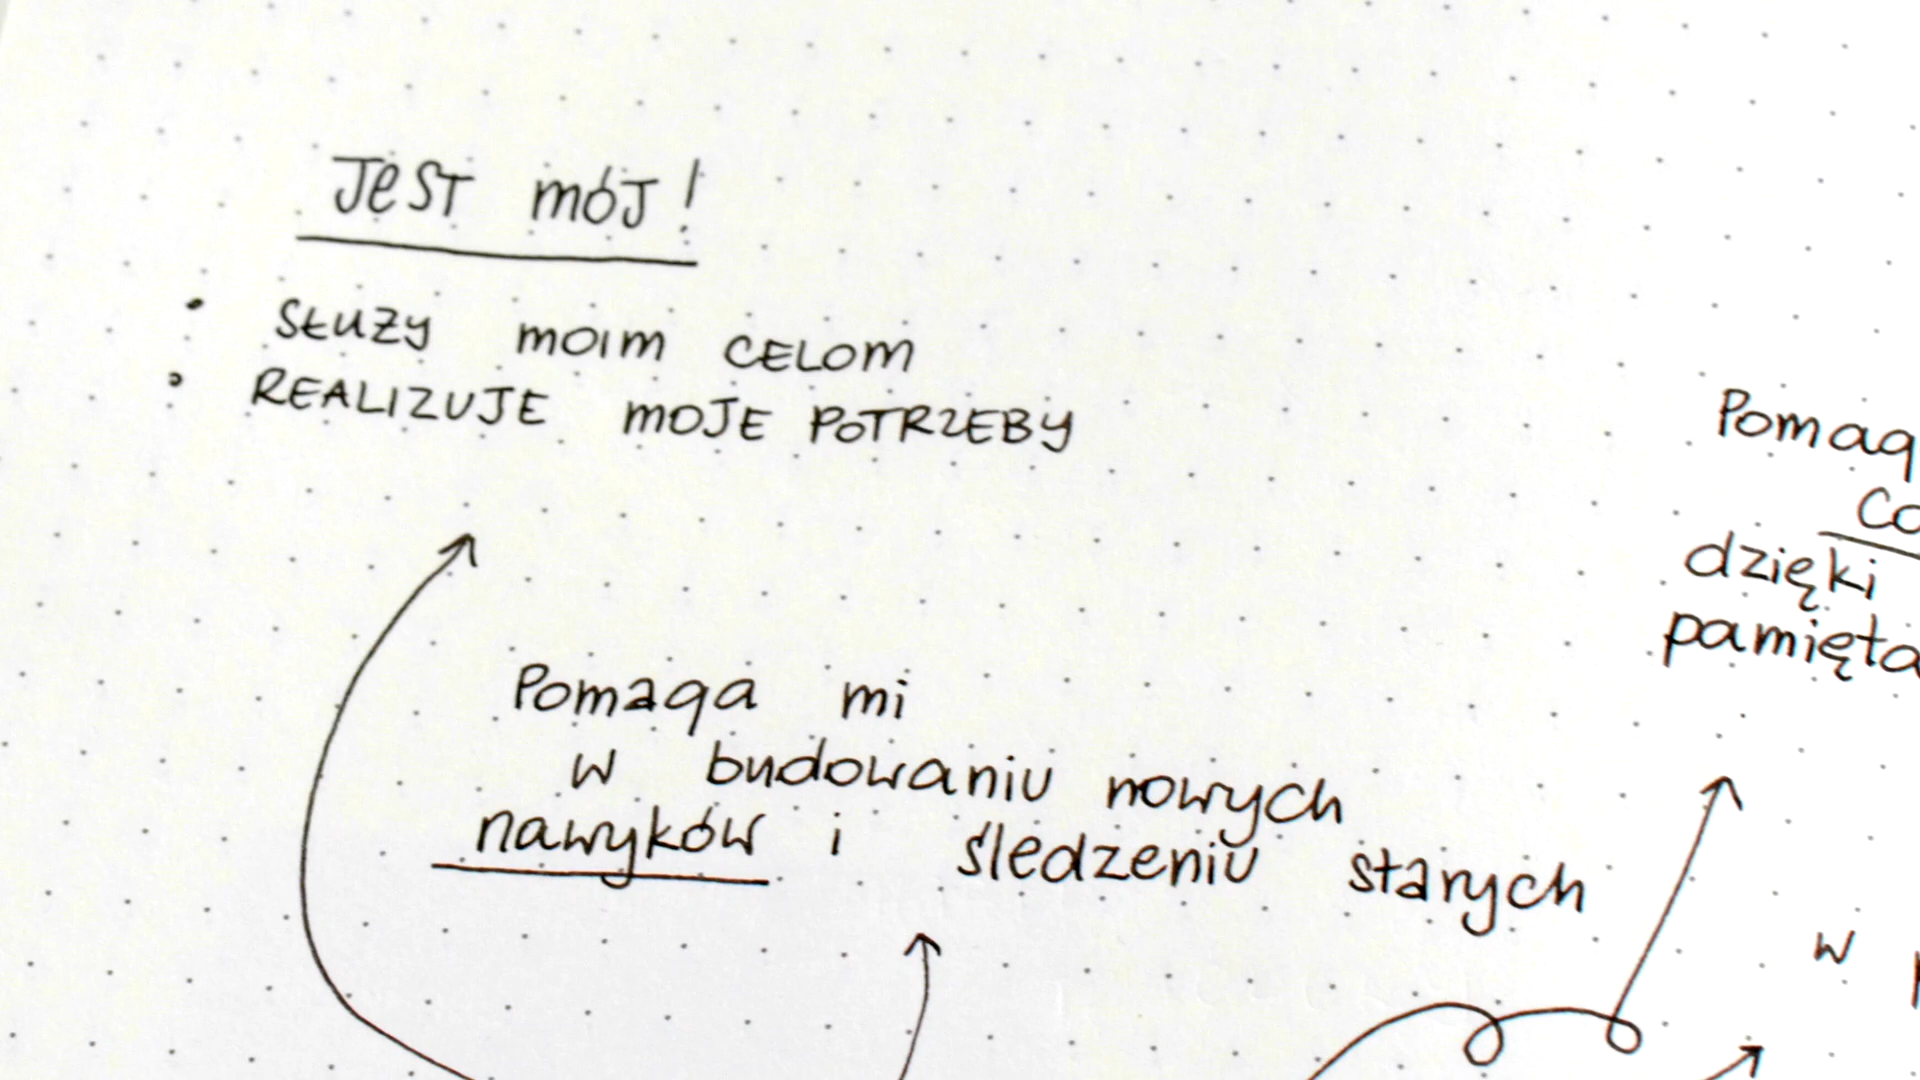 JEST MÓJ!
• SŁUŻY MOIM CELOM
• REALIZUJE MOJE POTRZEBY
Pomaga mi
w budowaniu nowych
nawyków i śledzeniu starych
dzięki
w